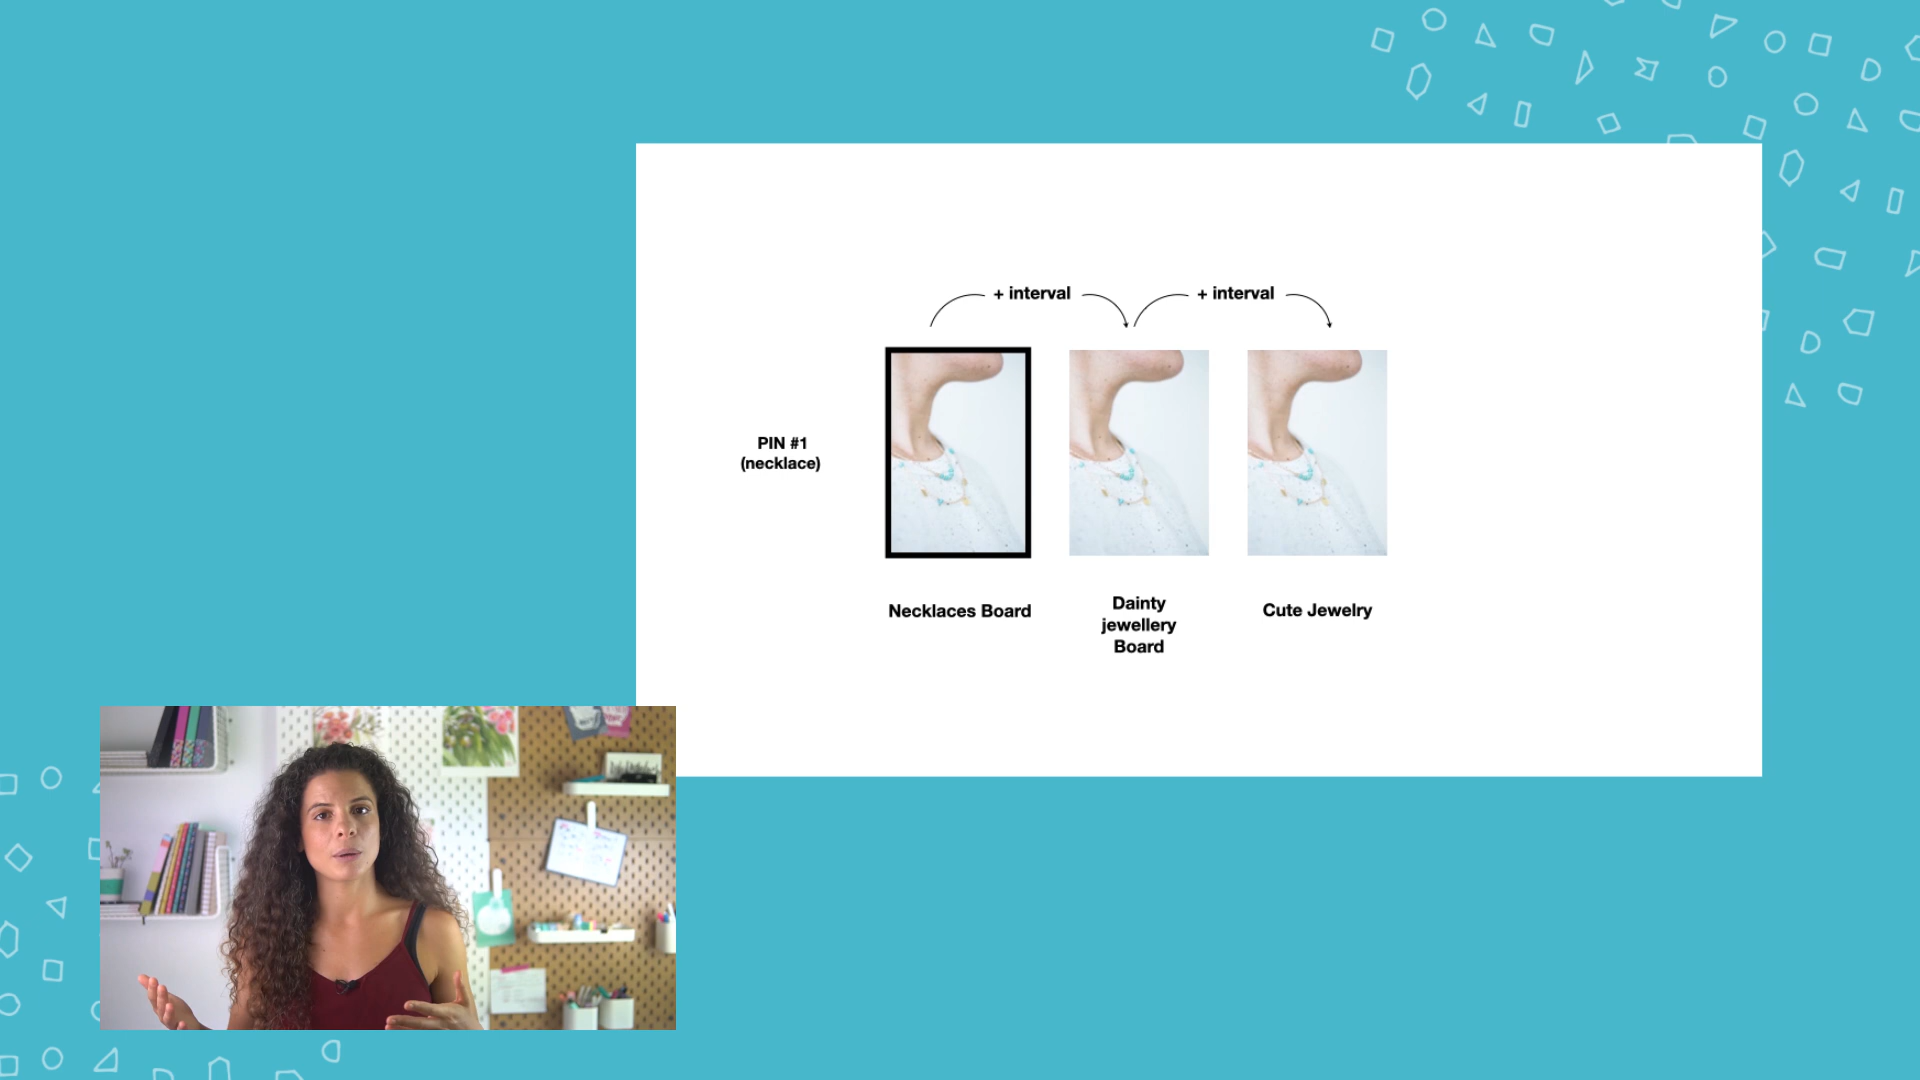 + interval
+ interval
PIN #1
(necklace)
Necklaces Board
Dainty
jewellery
Board
Cute Jewelry